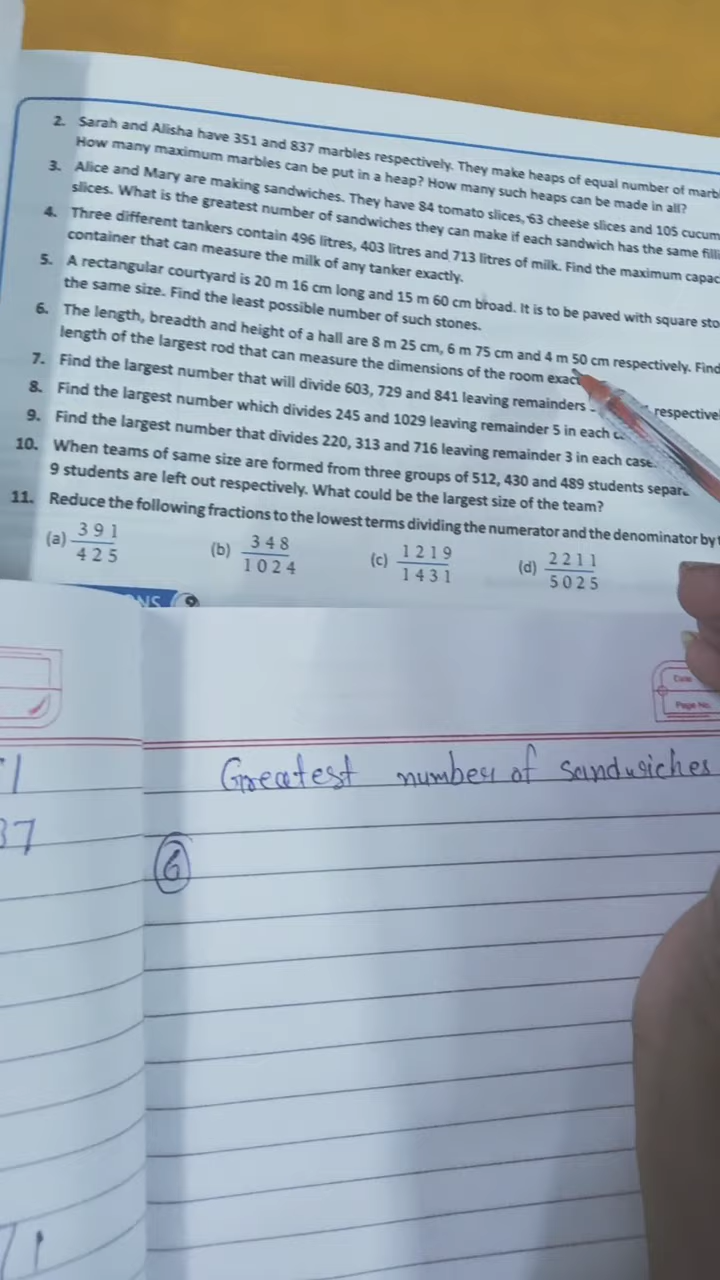 2. Sarah and Alisha have 351 and 837 marbles respectively. They make heaps of equal number of
How many maximum marbles can be put in a heap? How many such heaps can be made in all?
3. Alice and Mary are making sandwiches. They have 84 tomato slices, 63 cheese slices and 105
slices. What is the greatest number of sandwiches they can make if each sandwich has the same
4. Three different tankers contain 496 litres, 403 litres and 713 litres of milk. Find the maximum
container that can measure the milk of any tanker exactly.
5. A rectangular courtyard is 20 m 16 cm long and 15 m 60 cm broad. It is to be paved with square
the same size. Find the least possible number of such stones.
6. The length, breadth and height of a hall are 8 m 25 cm, 6 m 75 cm and 4 m 50 cm respectively. Find
length of the largest rod that can measure the dimensions of the room
7. Find the largest number that will divide 603, 729 and 841 leaving remainders
8. Find the largest number which divides 245 and 1029 leaving remainder 5 in each
9. Find the largest number that divides 220, 313 and 716 leaving remainder 3 in each case.
10. When teams of same size are formed from three groups of 512, 430 and 489 students
9 students are left out respectively. What could be the largest size of the team?
11. Reduce the following fractions to the lowest terms dividing the numerator and the denominator by
(a) 391/425 (b) 348/1024 (c) 1219/1431 (d) 2211/5025
Page No.
Greatest number of sandwiches
37
6